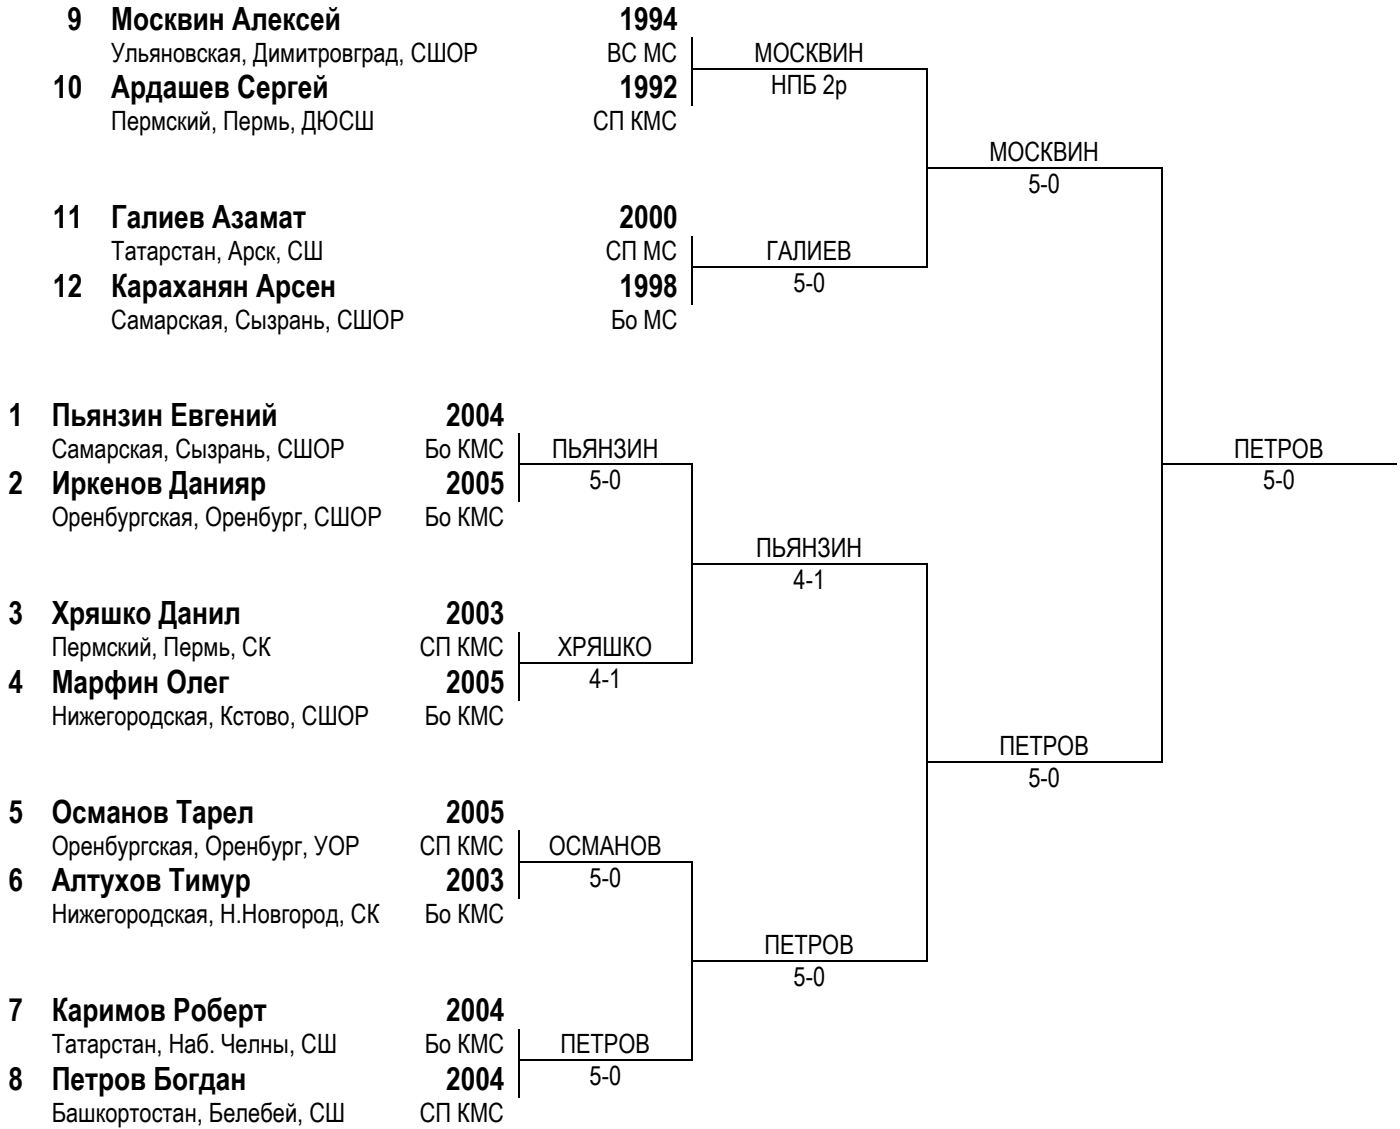 9 Москвин Алексей 1994
Ульяновская, Димитровград, СШОР ВС МС МОСКВИН
10 Ардашев Сергей 1992 НПБ 2р
Пермский, Пермь, ДЮСШ СП КМС
МОСКВИН
5-0
11 Галиев Азамат 2000
Татарстан, Арск, СШ СП МС ГАЛИЕВ
12 Караханян Арсен 1998 5-0
Самарская, Сызрань, СШОР Бо МС
1 Пьянзин Евгений 2004
Самарская, Сызрань, СШОР Бо КМС ПЬЯНЗИН ПЕТРОВ
2 Иркенов Данияр 2005 5-0 5-0
Оренбургская, Оренбург, СШОР Бо КМС
ПЬЯНЗИН
4-1
3 Хряшко Данил 2003
Пермский, Пермь, СК СП КМС ХРЯШКО
4 Марфин Олег 2005 4-1
Нижегородская, Кстово, СШОР Бо КМС
ПЕТРОВ
5-0
5 Османов Тарел 2005
Оренбургская, Оренбург, УОР СП КМС ОСМАНОВ
6 Алтухов Тимур 2003 5-0
Нижегородская, Н.Новгород, СК Бо КМС
ПЕТРОВ
5-0
7 Каримов Роберт 2004
Татарстан, Наб. Челны, СШ Бо КМС ПЕТРОВ
8 Петров Богдан 2004 5-0
Башкортостан, Белебей, СШ СП КМС